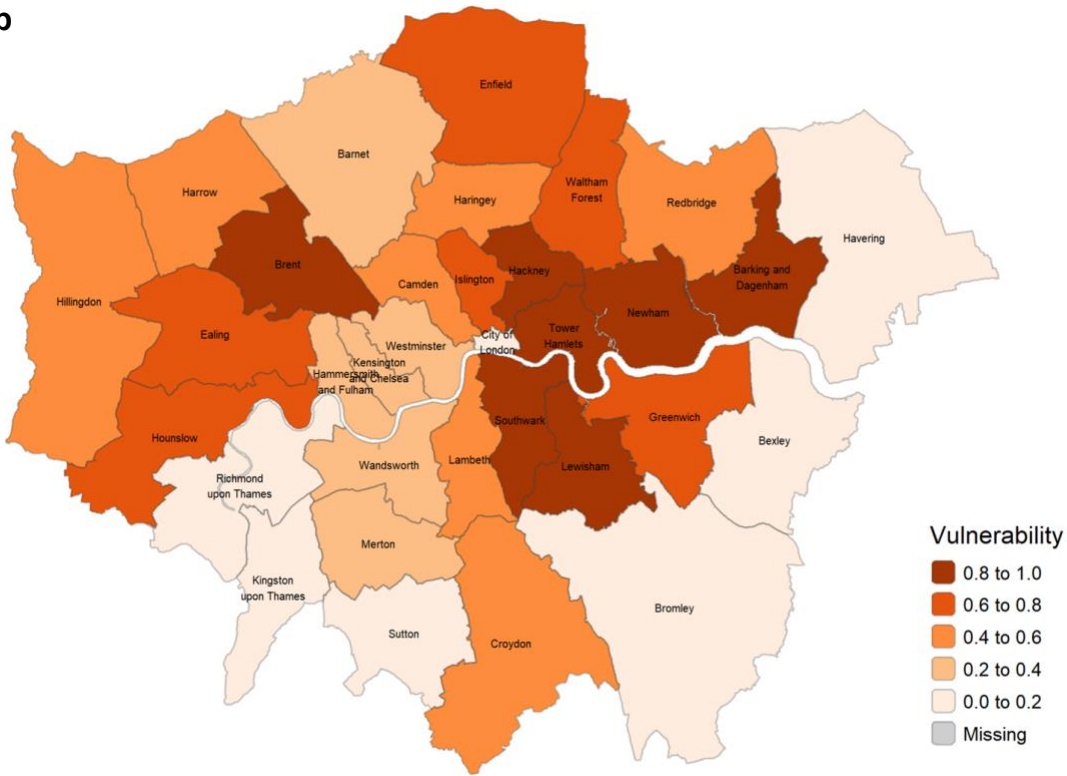 b
Enfield
Barnet
Harrow
Haringey
Waltham
Forest
Redbridge
Havering
Brent
Hillingdon
Camden
Islington
Hackney
Barking and
Dagenham
Newham
Ealing
Westminster
City of
London
Tower
Hamlets
Kensington
and Chelsea
Hammersmith
and Fulham
Hounslow
Southwark
Greenwich
Bexley
Richmond
upon Thames
Wandsworth
Lambeth
Lewisham
Merton
Kingston
upon Thames
Sutton
Croydon
Bromley
Vulnerability
0.8 to 1.0
0.6 to 0.8
0.4 to 0.6
0.2 to 0.4
0.0 to 0.2
Missing